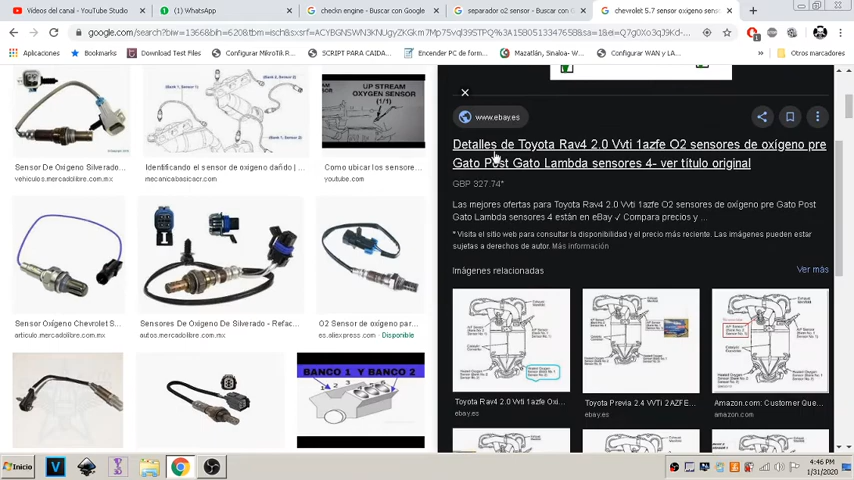 Vídeos del canal - YouTube
(1) WhatsApp
checkn engine - Buscar con Google
separador o2 sensor - Buscar con G
chevrolet 5.7 sensor oxigeno sens
Aplicaciones
Bookmarks
Download Test Files
Configurar MikroTiI.R...
SCRIPT PARA CAIDA...
Encender PC de form...
Mazatlán, Sinaloa- W...
Configurar WAN y LA...
Otros marcadores
UP STREAM
OXYGEN SENSOR
(1/1)
Sensor De Oxigeno Silverado...
vehiculos.mercadolibre.com.mx
Identificando el sensor de oxigeno dañdo | ...
mecanicabasicacr.com
Como ubicar los sensore...
youtube.com
Sensor Oxígeno Chevrolet S...
articulo.mercadolibre.com.mx
Sensores De Oxigeno De Silverado - Refac...
autos.mercadolibre.com.mx
O2 Sensor de oxígeno par...
es.aliexpress.com · Disponible
BANCO 1 Y BANCO 2
www.ebay.es
Detalles de Toyota Rav4 2.0 Vvti 1azfe O2 sensores de oxígeno pre
Gato Post Gato Lambda sensores 4- ver título original
GBP 327.74*
Las mejores ofertas para Toyota Rav4 2.0 Vvti 1azfe O2 sensores de oxígeno pre Gato Post
Gato Lambda sensores 4 están en eBay ✓ Compara precios y ...
* Visita el sitio web para consultar la disponibilidad y el precio más reciente. Las imágenes pueden estar
sujetas a derechos de autor. Más información
Imágenes relacionadas
Ver más
Toyota Rav4 2.0 Vvti 1azfe Oxi...
ebay.es
Toyota Previa 2.4 VVTi 2AZFE...
ebay.es
Amazon.com: Customer Que...
amazon.com
Inicio
4:46 PM
1/31/2020